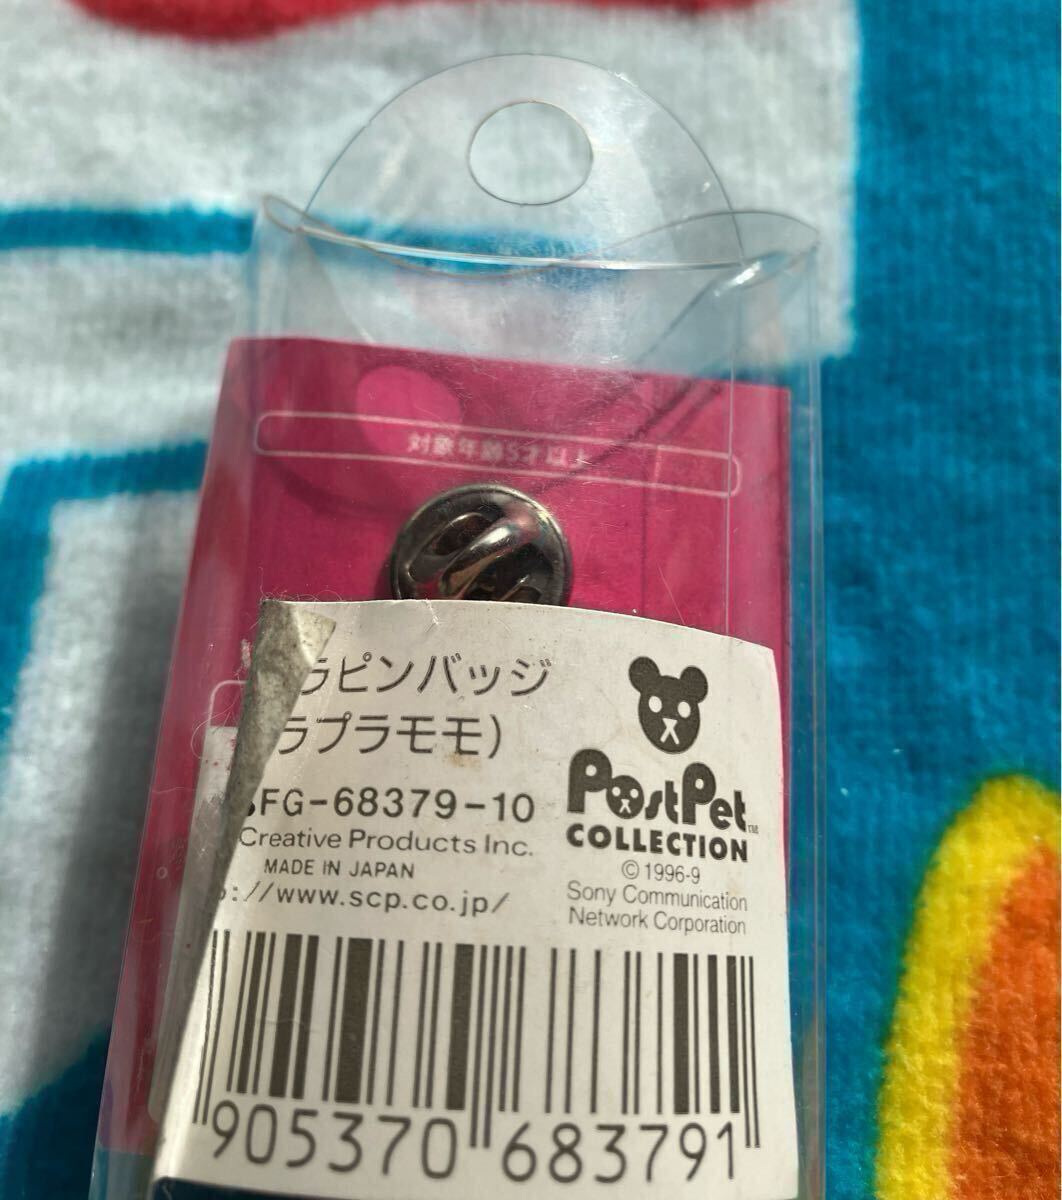 対象年齢5才以上
ラピンバッジ
ラプラモモ)
FG-68379-10
Creative Products Inc.
MADE IN JAPAN
://www.scp.co.jp/
PostPet™
COLLECTION
©1996-9
Sony Communication
Network Corporation
905370 683791